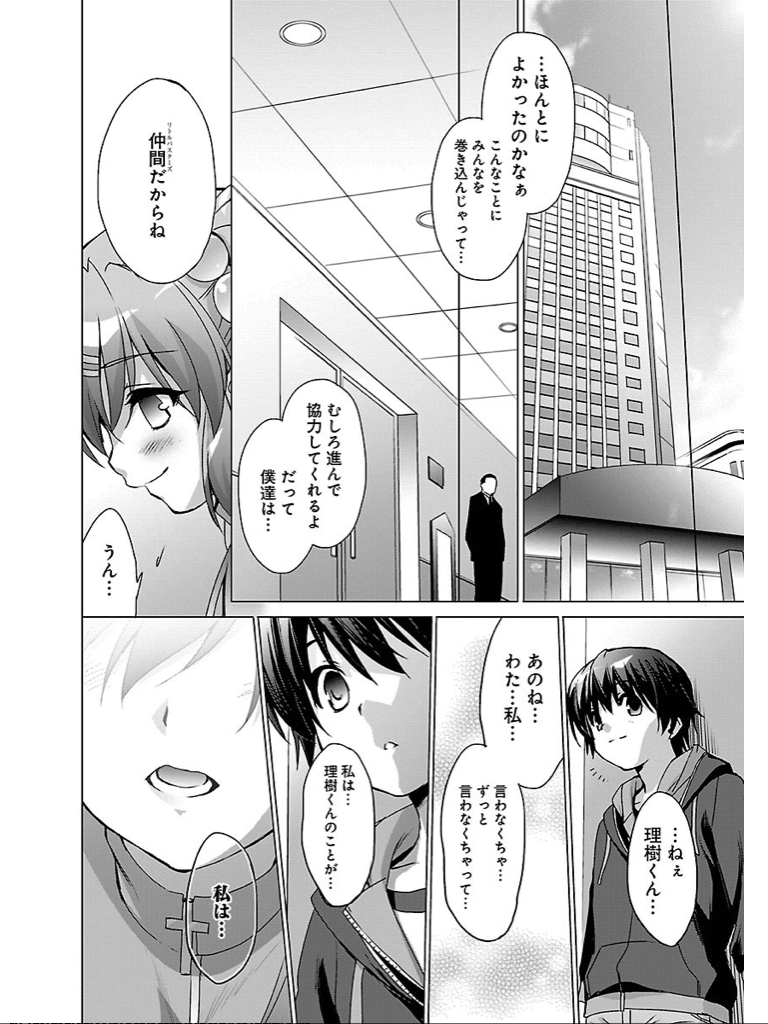 …ほんとに
よかったのかなぁ
こんなことに
みんなを
巻き込んじゃって…
むしろ進んで
協力してくれるよ
だって
僕達は…
仲間だからね
リトルバスターズ
うん…
…ねぇ
理樹くん…
あのね…
わた…私…
言わなくちゃ…
ずっと
言わなくちゃって…
私は…
理樹くんのことが…
私は…